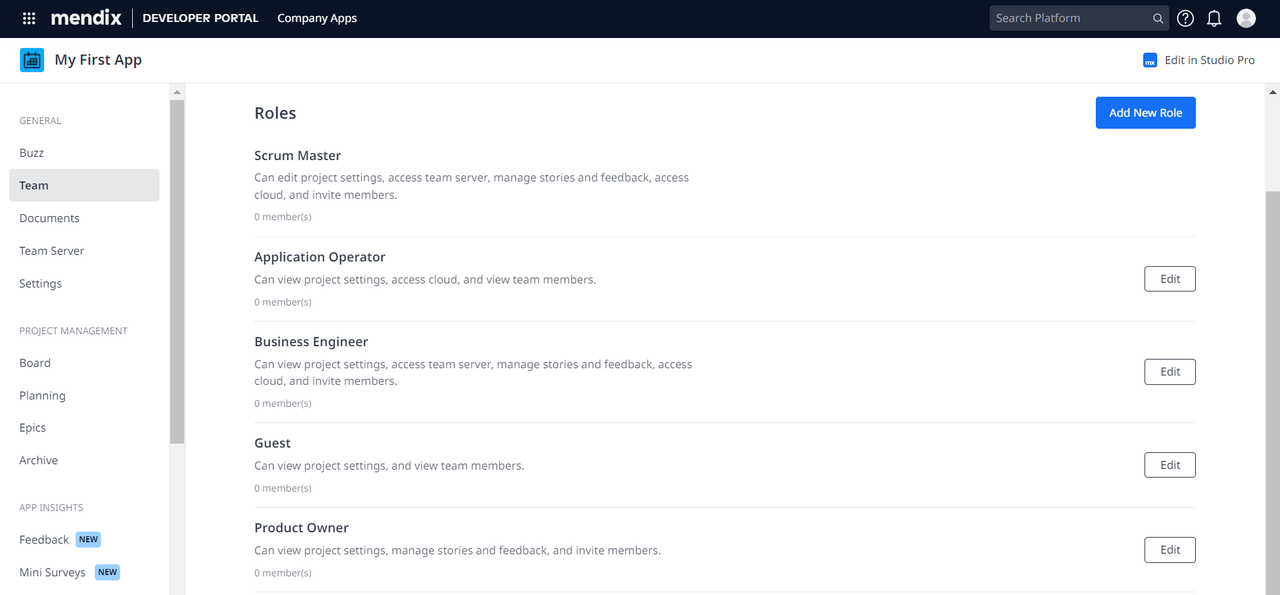 mendix DEVELOPER PORTAL Company Apps Search Platform
My First App mx Edit in Studio Pro
GENERAL
Buzz
Team
Documents
Team Server
Settings
PROJECT MANAGEMENT
Board
Planning
Epics
Archive
APP INSIGHTS
Feedback NEW
Mini Surveys NEW
Roles Add New Role
Scrum Master
Can edit project settings, access team server, manage stories and feedback, access
cloud, and invite members.
0 member(s)
Application Operator
Can view project settings, access cloud, and view team members.
Edit
0 member(s)
Business Engineer
Can view project settings, access team server, manage stories and feedback, access
cloud, and invite members.
Edit
0 member(s)
Guest
Can view project settings, and view team members.
Edit
0 member(s)
Product Owner
Can view project settings, manage stories and feedback, and invite members.
Edit
0 member(s)